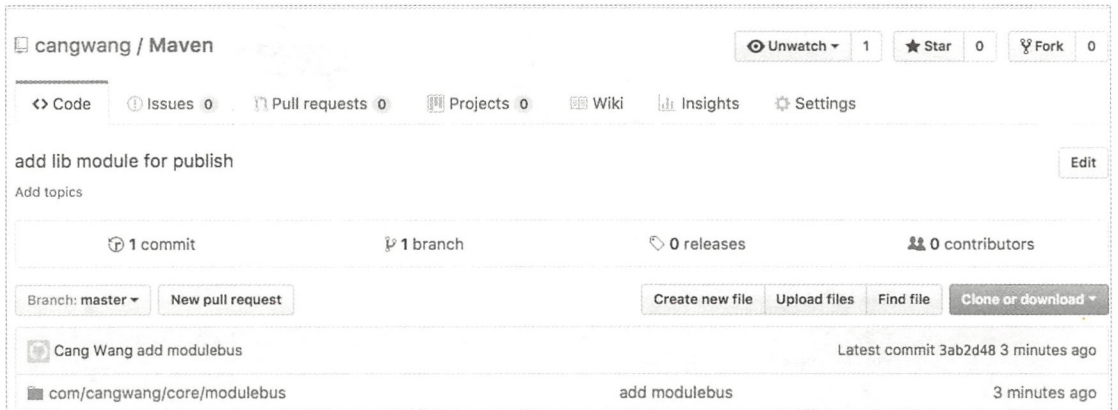 cangwang / Maven
Unwatch 1 Star 0 Fork 0
Code Issues 0 Pull requests 0 Projects 0 Wiki Insights Settings
add lib module for publish
Edit
Add topics
1 commit 1 branch 0 releases 0 contributors
Branch: master New pull request Create new file Upload files Find file Clone or download
Cang Wang add modulebus Latest commit 3ab2d48 3 minutes ago
com/cangwang/core/modulebus add modulebus 3 minutes ago